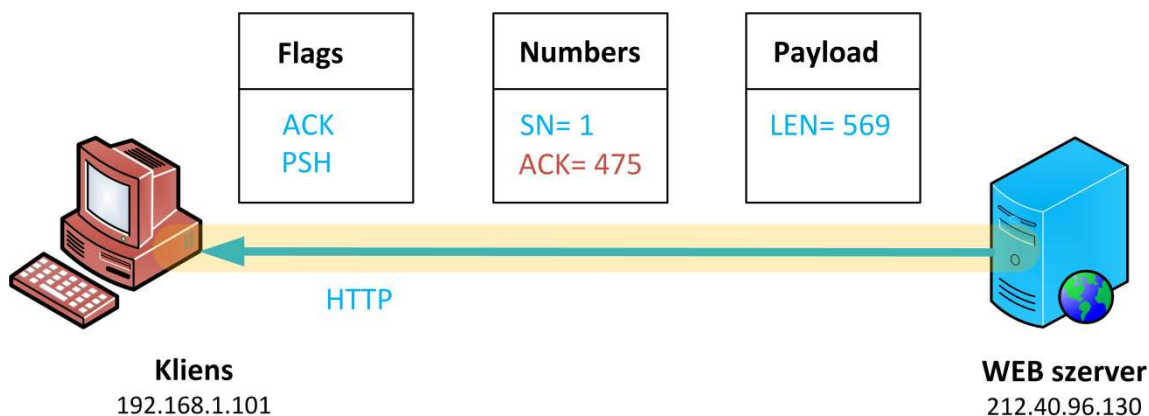 Flags
ACK
PSH
Numbers
SN= 1
ACK= 475
Payload
LEN= 569
HTTP
Kliens
192.168.1.101
WEB szerver
212.40.96.130